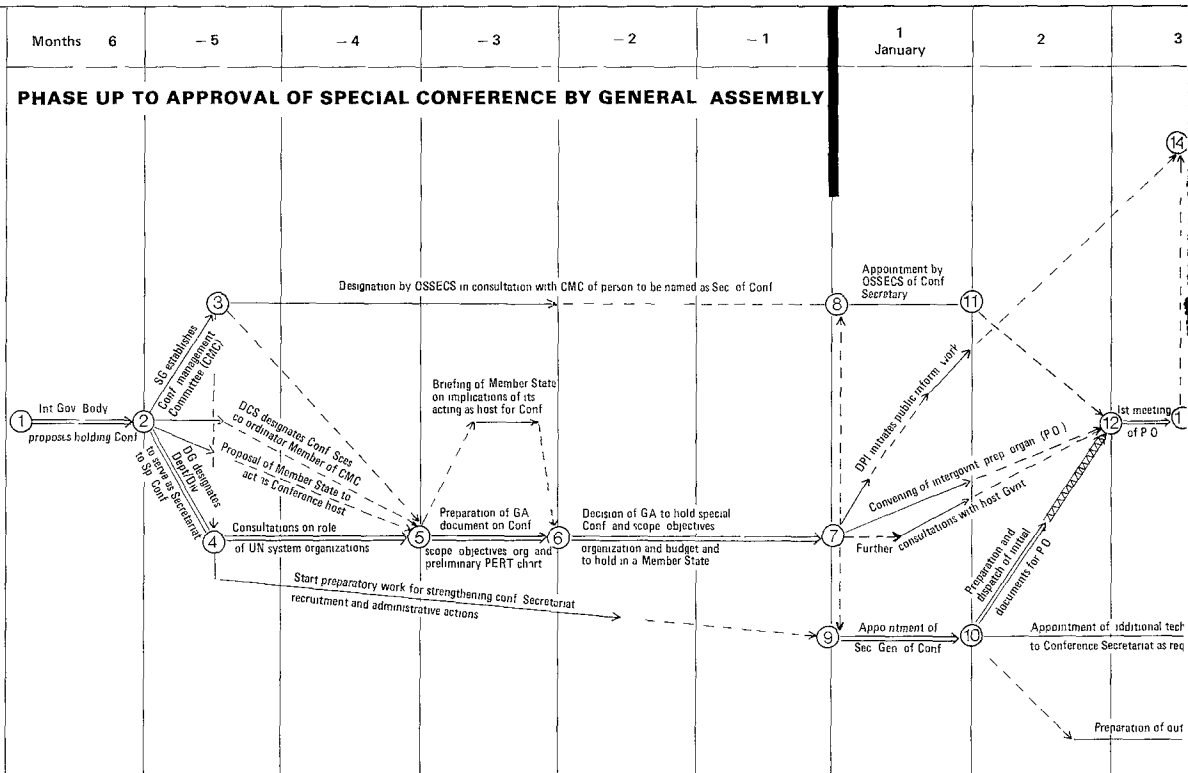 Months 6 – 5 – 4 – 3 – 2 – 1 1 2 3
January
PHASE UP TO APPROVAL OF SPECIAL CONFERENCE BY GENERAL ASSEMBLY
14
3
Designation by OSSECS in consultation with CMC of person to be named as Sec of Conf
8
Appointment by
OSSECS of Conf
Secretary
11
SG establishes
Conf management
Committee (CMC)
1
Int Gov Body
proposes holding Conf
2
DCS designates Conf Sces
co ordinator Member of CMC
Proposal of Member State to
act as Conference host
DG designates
Dept/Div
to serve as Secretariat
to Sp Conf
Briefing of Member State
on implications of its
acting as host for Conf
DPI initiates public inform work
12
1st meeting
of P O
1
Convening of intergovnt prep organ (P O)
Further consultations with host Gvnt
4
Consultations on role
of UN system organizations
5
Preparation of GA
document on Conf
scope objectives org and
preliminary PERT chart
6
Decision of GA to hold special
Conf and scope objectives
organization and budget and
to hold in a Member State
7
Start preparatory work for strengthening conf Secretariat
recruitment and administrative actions
9
Appointment of
Sec Gen of Conf
10
Preparation and
dispatch of initial
documents for P O
Appointment of additional tech
to Conference Secretariat as req
Preparation of out